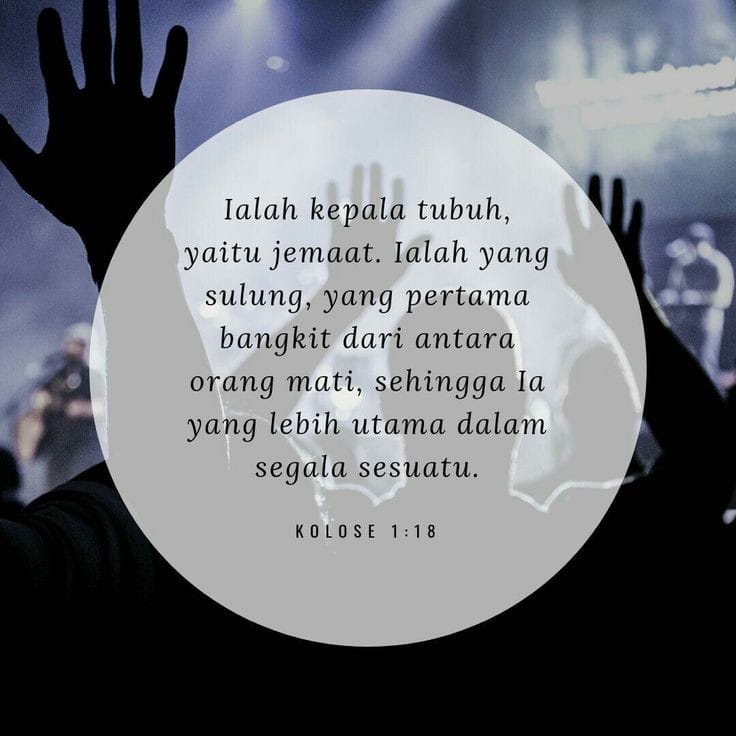 Ialah kepala tubuh,
yaitu jemaat. Ialah yang
sulung, yang pertama
bangkit dari antara
orang mati, sehingga Ia
yang lebih utama dalam
segala sesuatu.
KOLOSE 1:18